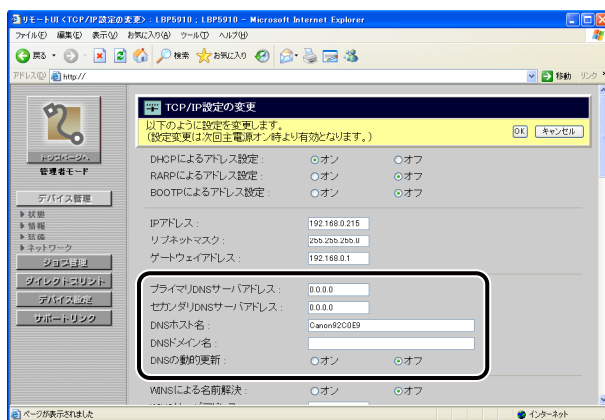 リモートUI <TCP/IP設定の変更> : LBP5910 ; LBP5910 - Microsoft Internet Explorer
ファイル(F) 編集(E) 表示(V) お気に入り(A) ツール(T) ヘルプ(H)
戻る 検索 お気に入り
アドレス(D) http:// 移動 リンク
TCP/IP設定の変更
以下のように設定を変更します。
(設定変更は次回主電源オン時より有効となります。)
OK キャンセル
トップページへ
管理者モード
デバイス管理
状態
情報
装備
ネットワーク
ジョブ管理
ダイレクトプリント
デバイス設定
サポートリンク
DHCPによるアドレス設定 : オン オフ
RARPによるアドレス設定 : オン オフ
BOOTPによるアドレス設定 : オン オフ
IPアドレス : 192.168.0.215
サブネットマスク : 255.255.255.0
ゲートウェイアドレス : 192.168.0.1
プライマリDNSサーバアドレス : 0.0.0.0
セカンダリDNSサーバアドレス : 0.0.0.0
DNSホスト名 : Canon92C0E9
DNSドメイン名 :
DNSの動的更新 : オン オフ
WINSによる名前解決 : オン オフ
ページが表示されました インターネット